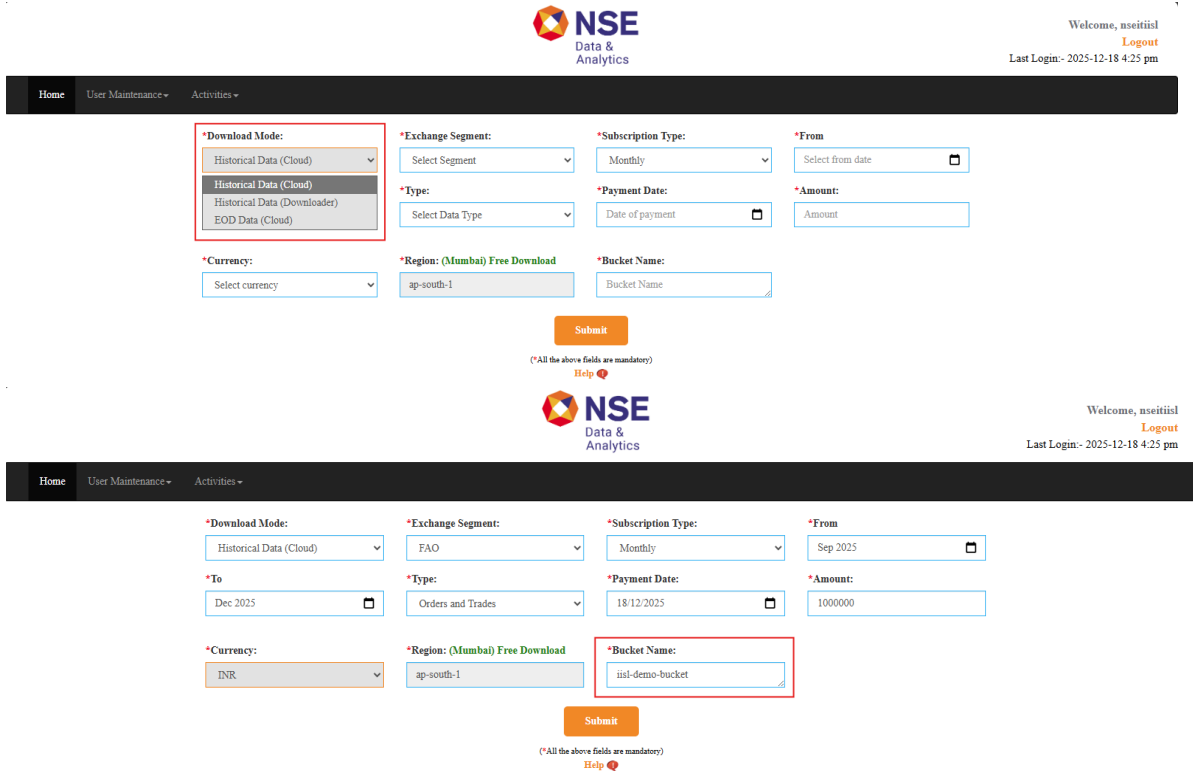 NSE
Data &
Analytics
Welcome, nseitiisl
Logout
Last Login:- 2025-12-18 4:25 pm
Home User Maintenance Activities
*Download Mode: *Exchange Segment: *Subscription Type: *From
Historical Data (Cloud) Select Segment Monthly Select from date
Historical Data (Cloud)
Historical Data (Downloader)
EOD Data (Cloud)
*Type: *Payment Date: *Amount:
Select Data Type Date of payment Amount
*Currency: *Region: (Mumbai) Free Download *Bucket Name:
Select currency ap-south-1 Bucket Name
Submit
(*All the above fields are mandatory)
Help
NSE
Data &
Analytics
Welcome, nseitiisl
Logout
Last Login:- 2025-12-18 4:25 pm
Home User Maintenance Activities
*Download Mode: *Exchange Segment: *Subscription Type: *From
Historical Data (Cloud) FAO Monthly Sep 2025
*To *Type: *Payment Date: *Amount:
Dec 2025 Orders and Trades 18/12/2025 1000000
*Currency: *Region: (Mumbai) Free Download *Bucket Name:
INR ap-south-1 iisl-demo-bucket
Submit
(*All the above fields are mandatory)
Help